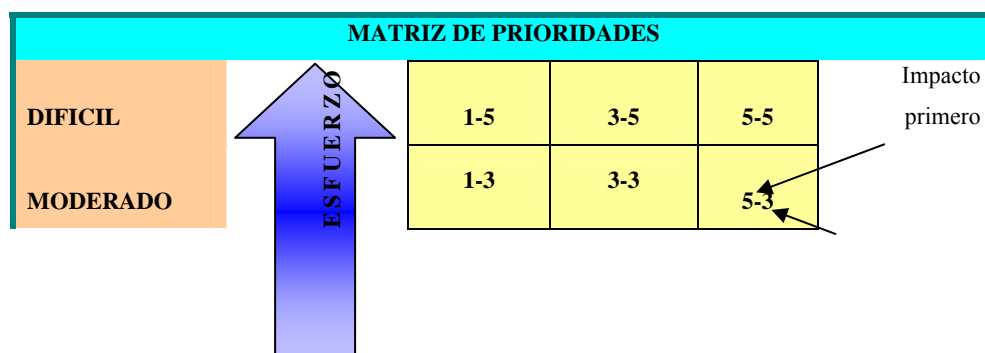 MATRIZ DE PRIORIDADES
DIFICIL
ESFUERZO
1-5
3-5
5-5
Impacto
primero
MODERADO
1-3
3-3
5-3